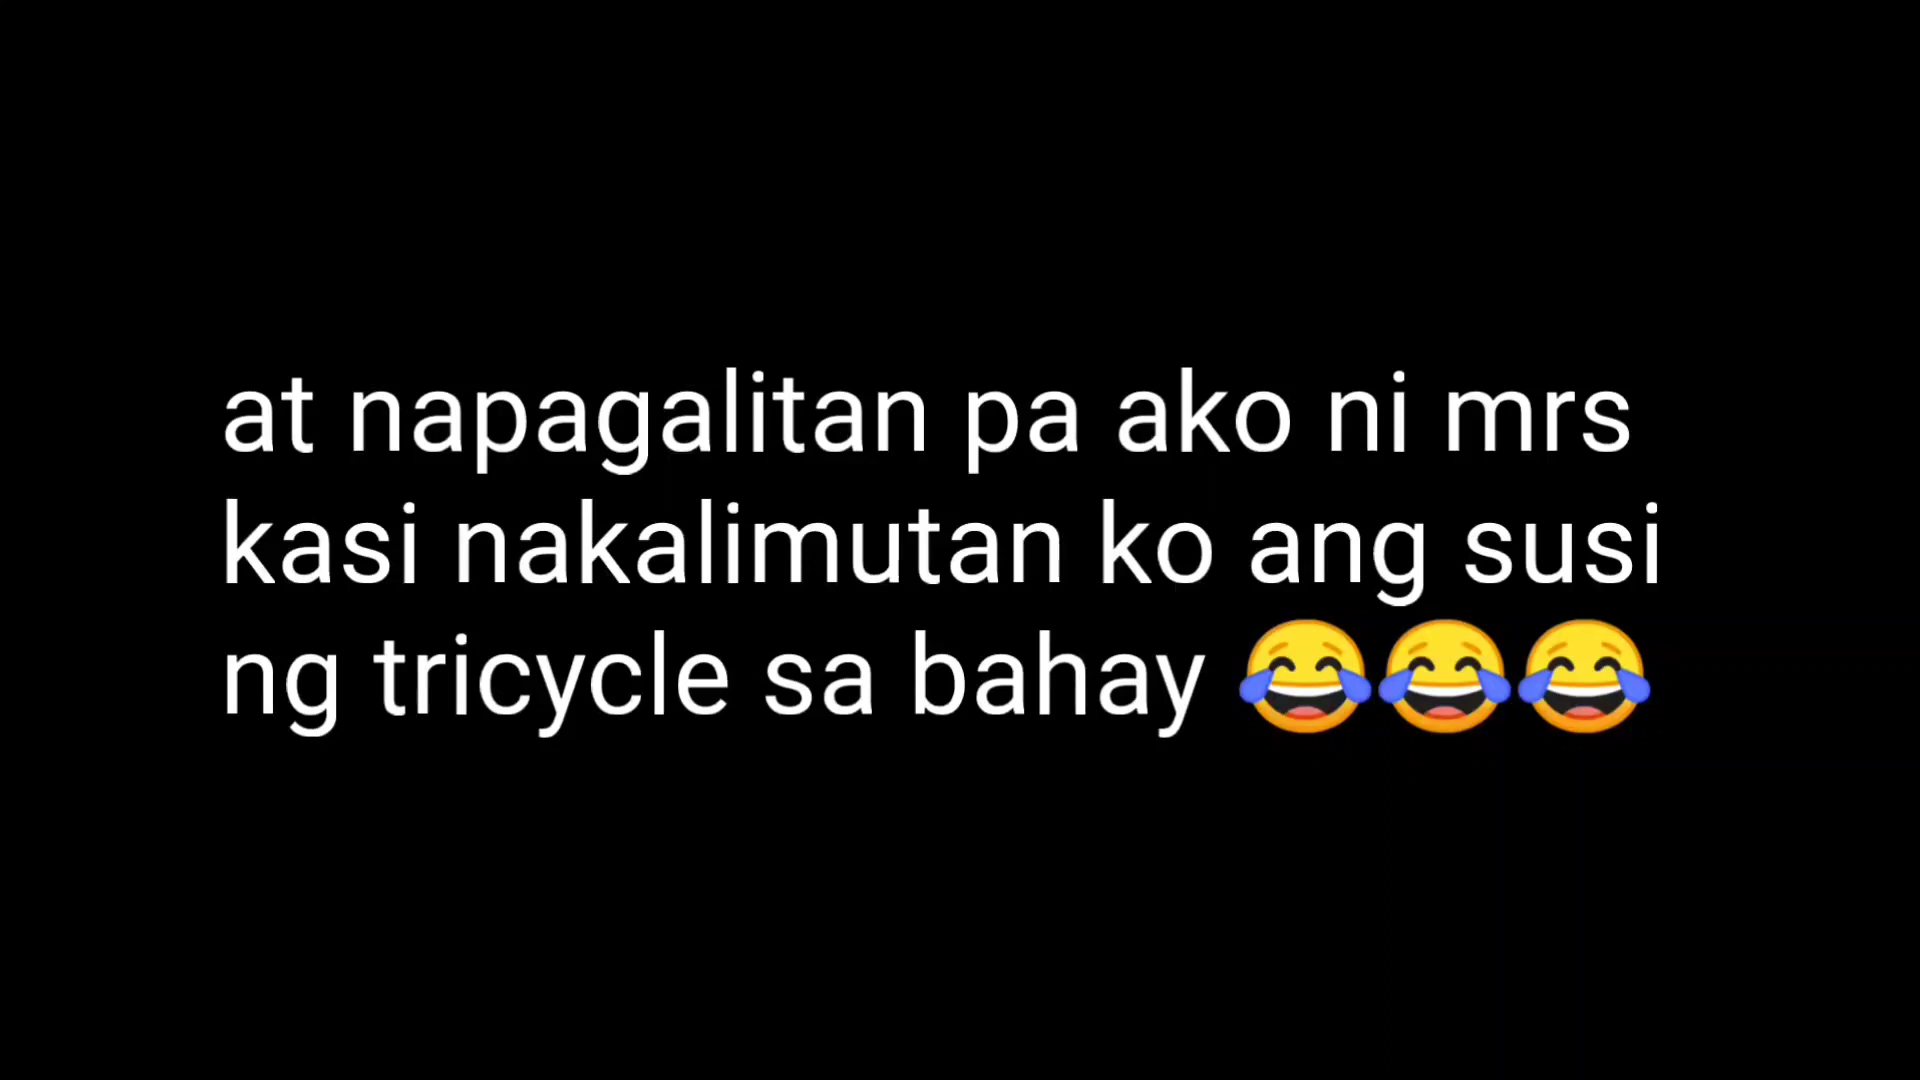 at napagalitan pa ako ni mrs
kasi nakalimutan ko ang susi
ng tricycle sa bahay 😂😂😂